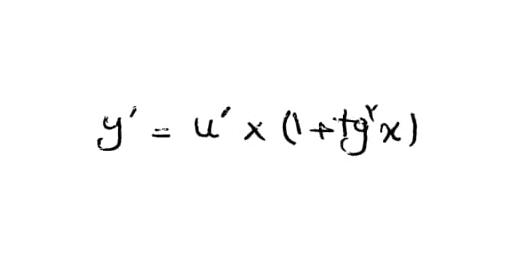 y' = u' × (1+tg²x)